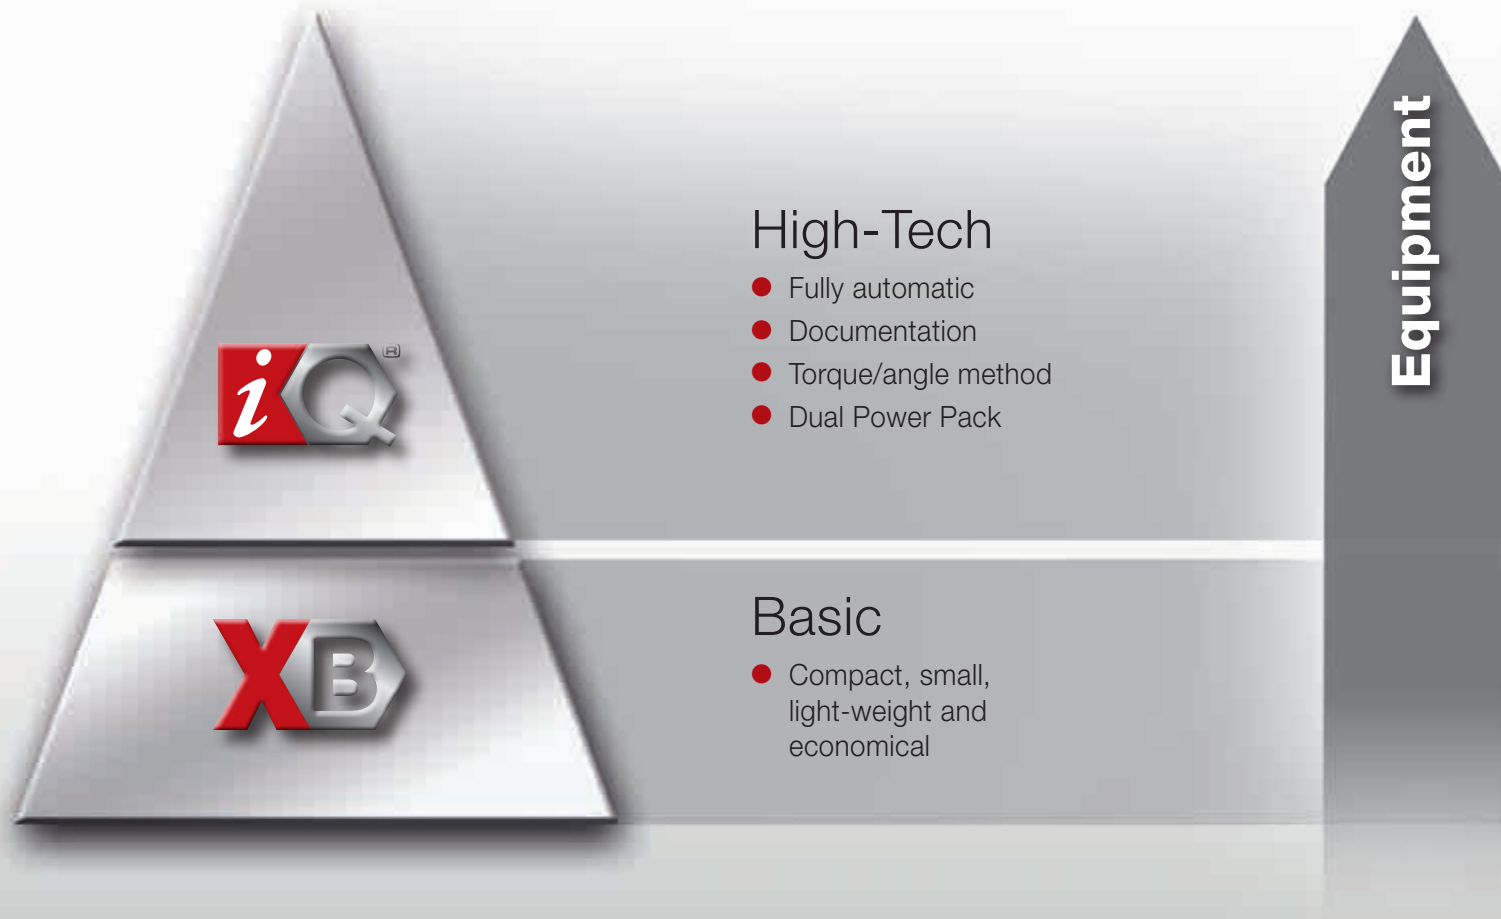 High-Tech
Fully automatic
Documentation
Torque/angle method
Dual Power Pack
iQ®
Basic
Compact, small,
light-weight and
economical
XB
Equipment